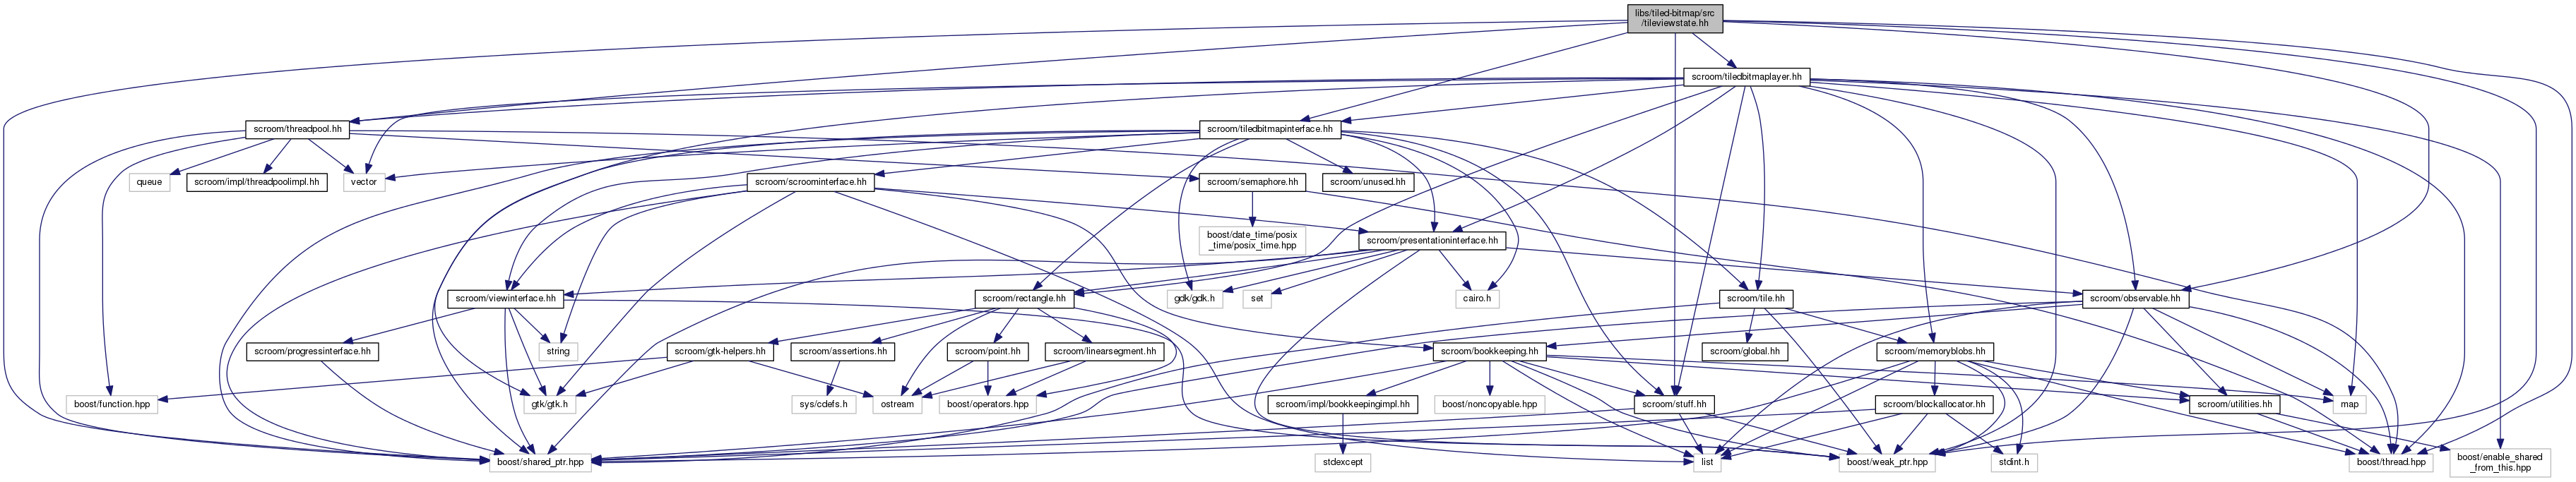 libs/tiled-bitmap/src
/tileviewstate.hh
scroom/tiledbitmaplayer.hh
scroom/threadpool.hh
scroom/tiledbitmapinterface.hh
queue
scroom/impl/threadpoolimpl.hh
vector
scroom/semaphore.hh
scroom/unused.hh
scroom/scroominterface.hh
boost/date_time/posix
_time/posix_time.hpp
scroom/presentationinterface.hh
scroom/viewinterface.hh
scroom/rectangle.hh
gdk/gdk.h
set
cairo.h
scroom/tile.hh
scroom/observable.hh
scroom/progressinterface.hh
string
scroom/gtk-helpers.hh
scroom/assertions.hh
scroom/point.hh
scroom/linearsegment.hh
scroom/bookkeeping.hh
scroom/global.hh
scroom/memoryblobs.hh
boost/function.hpp
gtk/gtk.h
sys/cdefs.h
ostream
boost/operators.hpp
scroom/impl/bookkeepingimpl.hh
boost/noncopyable.hpp
scroom/stuff.hh
scroom/blockallocator.hh
scroom/utilities.hh
map
boost/shared_ptr.hpp
stdexcept
list
boost/weak_ptr.hpp
stdint.h
boost/thread.hpp
boost/enable_shared
_from_this.hpp